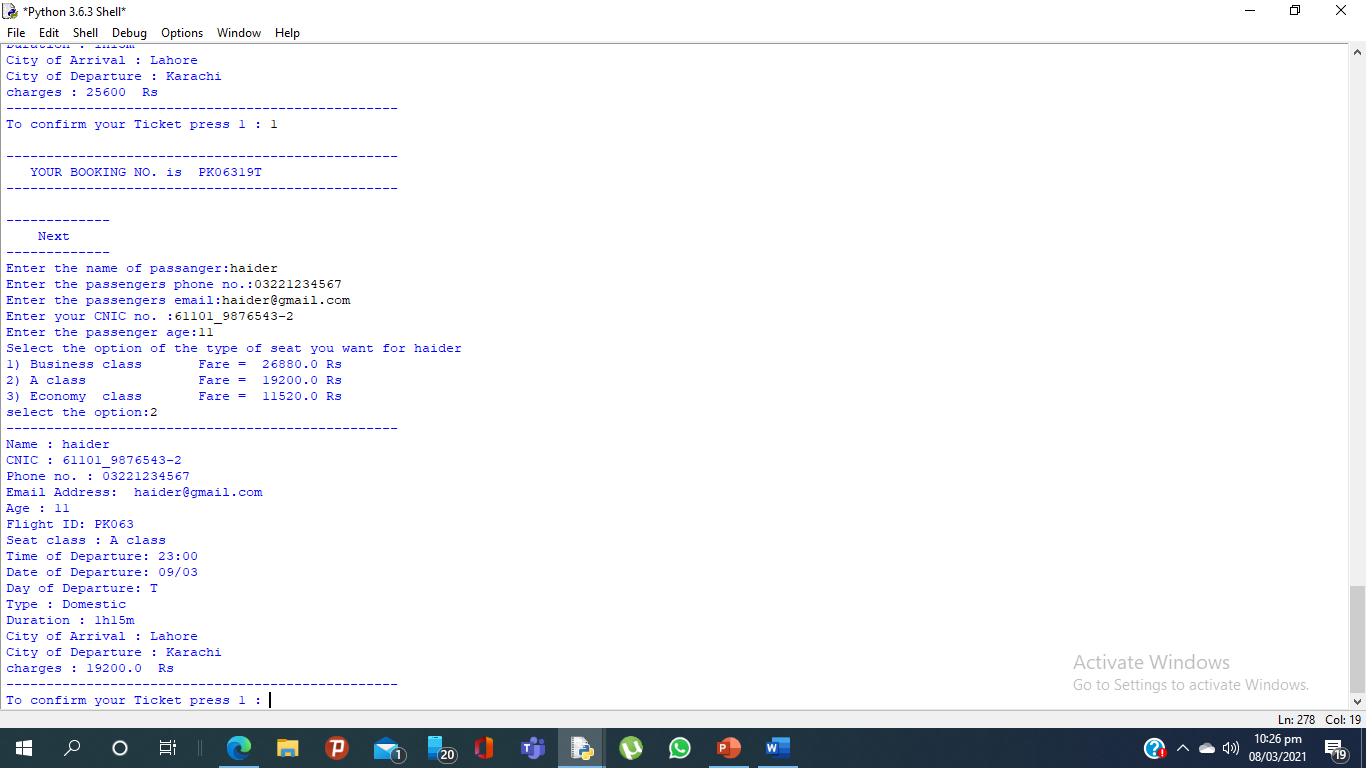 *Python 3.6.3 Shell*
File Edit Shell Debug Options Window Help
Duration : 1h15m
City of Arrival : Lahore
City of Departure : Karachi
charges : 25600  Rs
-------------------------------------------------
To confirm your Ticket press 1 : 1
-------------------------------------------------
YOUR BOOKING NO. is  PK06319T
-------------------------------------------------
-------------
Next
-------------
Enter the name of passanger:haider
Enter the passengers phone no.:03221234567
Enter the passengers email:haider@gmail.com
Enter your CNIC no. :61101_9876543-2
Enter the passenger age:11
Select the option of the type of seat you want for haider
1) Business class       Fare =  26880.0 Rs
2) A class              Fare =  19200.0 Rs
3) Economy  class       Fare =  11520.0 Rs
select the option:2
-------------------------------------------------
Name : haider
CNIC : 61101_9876543-2
Phone no. : 03221234567
Email Address:  haider@gmail.com
Age : 11
Flight ID: PK063
Seat class : A class
Time of Departure: 23:00
Date of Departure: 09/03
Day of Departure: T
Type : Domestic
Duration : 1h15m
City of Arrival : Lahore
City of Departure : Karachi
charges : 19200.0  Rs
-------------------------------------------------
To confirm your Ticket press 1 :
Activate Windows
Go to Settings to activate Windows.
Ln: 278 Col: 19
1
20
10:26 pm
08/03/2021
19